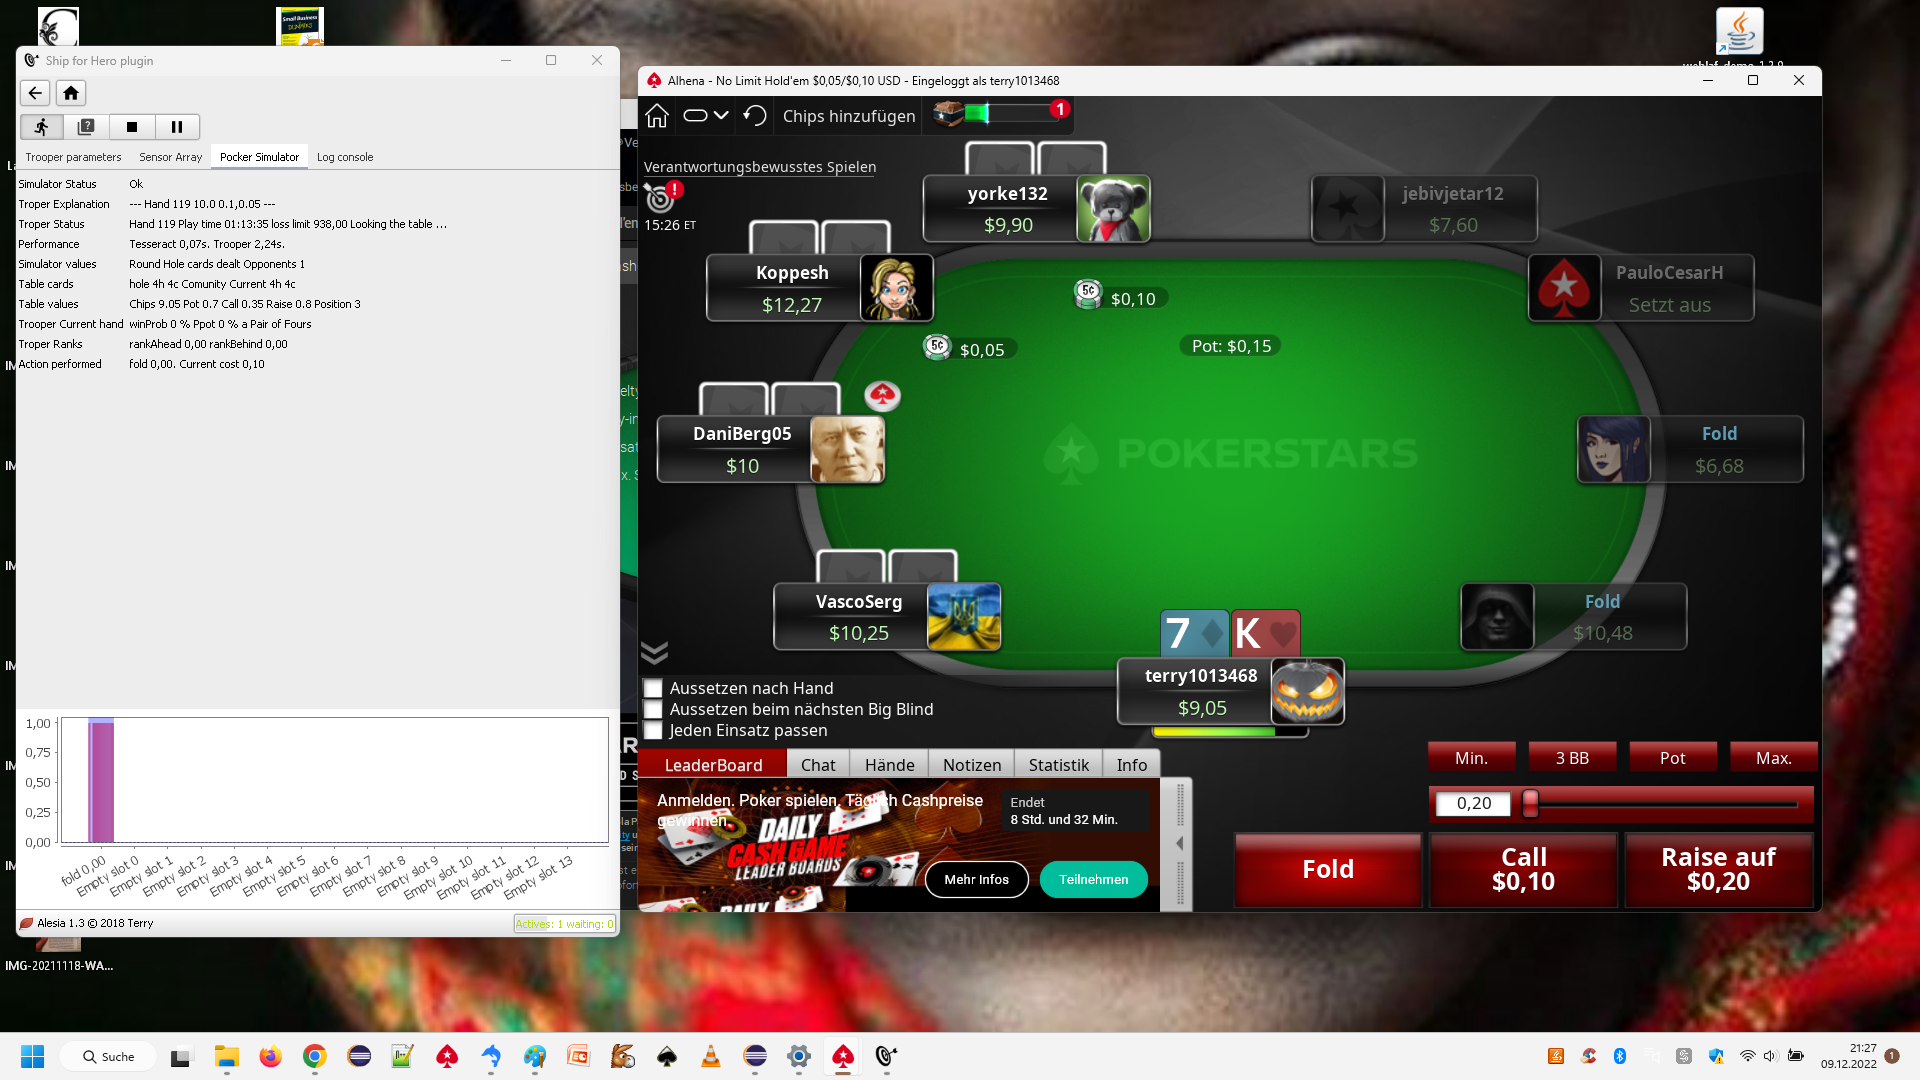 Ship for Hero plugin
Trooper parameters
Sensor Array
Pocker Simulator
Log console
Simulator Status Ok
Troper Explanation --- Hand 119 10.0 0.1,0.05 ---
Troper Status Hand 119 Play time 01:13:35 loss limit 938,00 Looking the table ...
Performance Tesseract 0,07s. Trooper 2,24s.
Simulator values Round Hole cards dealt Opponents 1
Table cards hole 4h 4c Comunity Current 4h 4c
Table values Chips 9.05 Pot 0.7 Call 0.35 Raise 0.8 Position 3
Trooper Current hand winProb 0 % Ppot 0 % a Pair of Fours
Troper Ranks rankAhead 0,00 rankBehind 0,00
Action performed fold 0,00. Current cost 0,10
1,00
0,75
0,50
0,25
0,00
fold 0,00
Empty slot 0
Empty slot 1
Empty slot 2
Empty slot 3
Empty slot 4
Empty slot 5
Empty slot 6
Empty slot 7
Empty slot 8
Empty slot 9
Empty slot 10
Empty slot 11
Empty slot 12
Empty slot 13
Alesia 1.3 © 2018 Terry
Actives: 1 waiting: 0
IMG-20211118-WA...
Small Business
DUMMIES
Alhena - No Limit Hold'em $0,05/$0,10 USD - Eingeloggt als terry1013468
Chips hinzufügen
1
Verantwortungsbewusstes Spielen
15:26 ET
yorke132
$9,90
jebivjetar12
$7,60
Koppesh
$12,27
PauloCesarH
Setzt aus
5¢ $0,10
5¢ $0,05
Pot: $0,15
DaniBerg05
$10
POKERSTARS
Fold
$6,68
VascoSerg
$10,25
7 K
Fold
$10,48
terry1013468
$9,05
Aussetzen nach Hand
Aussetzen beim nächsten Big Blind
Jeden Einsatz passen
LeaderBoard
Chat
Hände
Notizen
Statistik
Info
Anmelden. Poker spielen. Täglich Cashpreise
gewinnen
Endet
8 Std. und 32 Min.
DAILY
CASH GAME
LEADER BOARDS
Mehr Infos
Teilnehmen
DAILY
Min.
3 BB
Pot
Max.
0,20
Fold
Call
$0,10
Raise auf
$0,20
Suche
21:27
09.12.2022
1